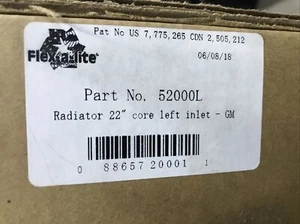 Pat No US 7,775,265 CDN 2,505,212
Flex-a-lite
06/08/18
Part No. 52000L
Radiator 22" core left inlet - GM
0 88657 20001 1